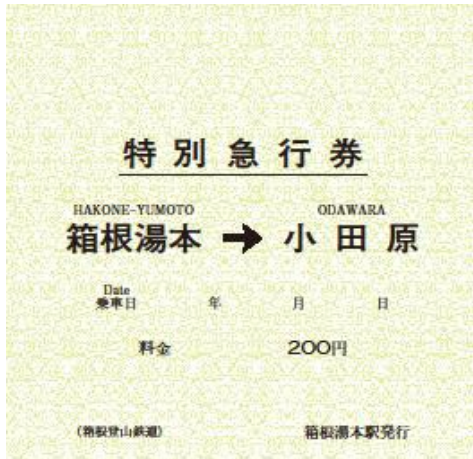 特別急行券
HAKONE-YUMOTO ODAWARA
箱根湯本 → 小田原
Date
乗車日 年 月 日
料金 200円
(箱根登山鉄道) 箱根湯本駅発行